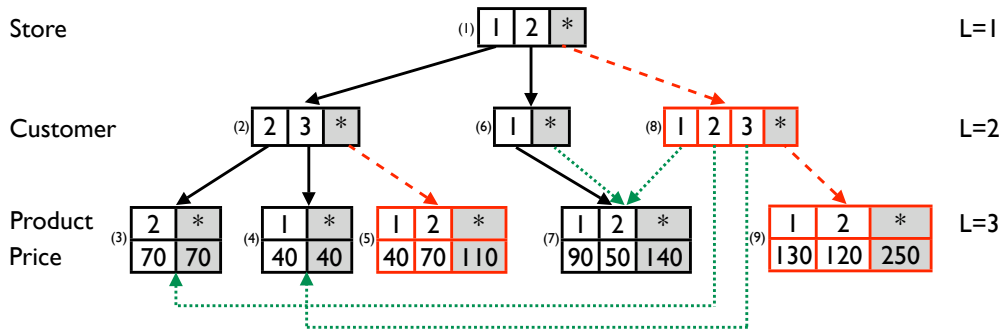 Store (1) 1 2 * L=1
Customer (2) 2 3 * (6) 1 * (8) 1 2 3 * L=2
Product (3) 2 * (4) 1 * (5) 1 2 * (7) 1 2 * (9) 1 2 * L=3
Price 70 70 40 40 40 70 110 90 50 140 130 120 250